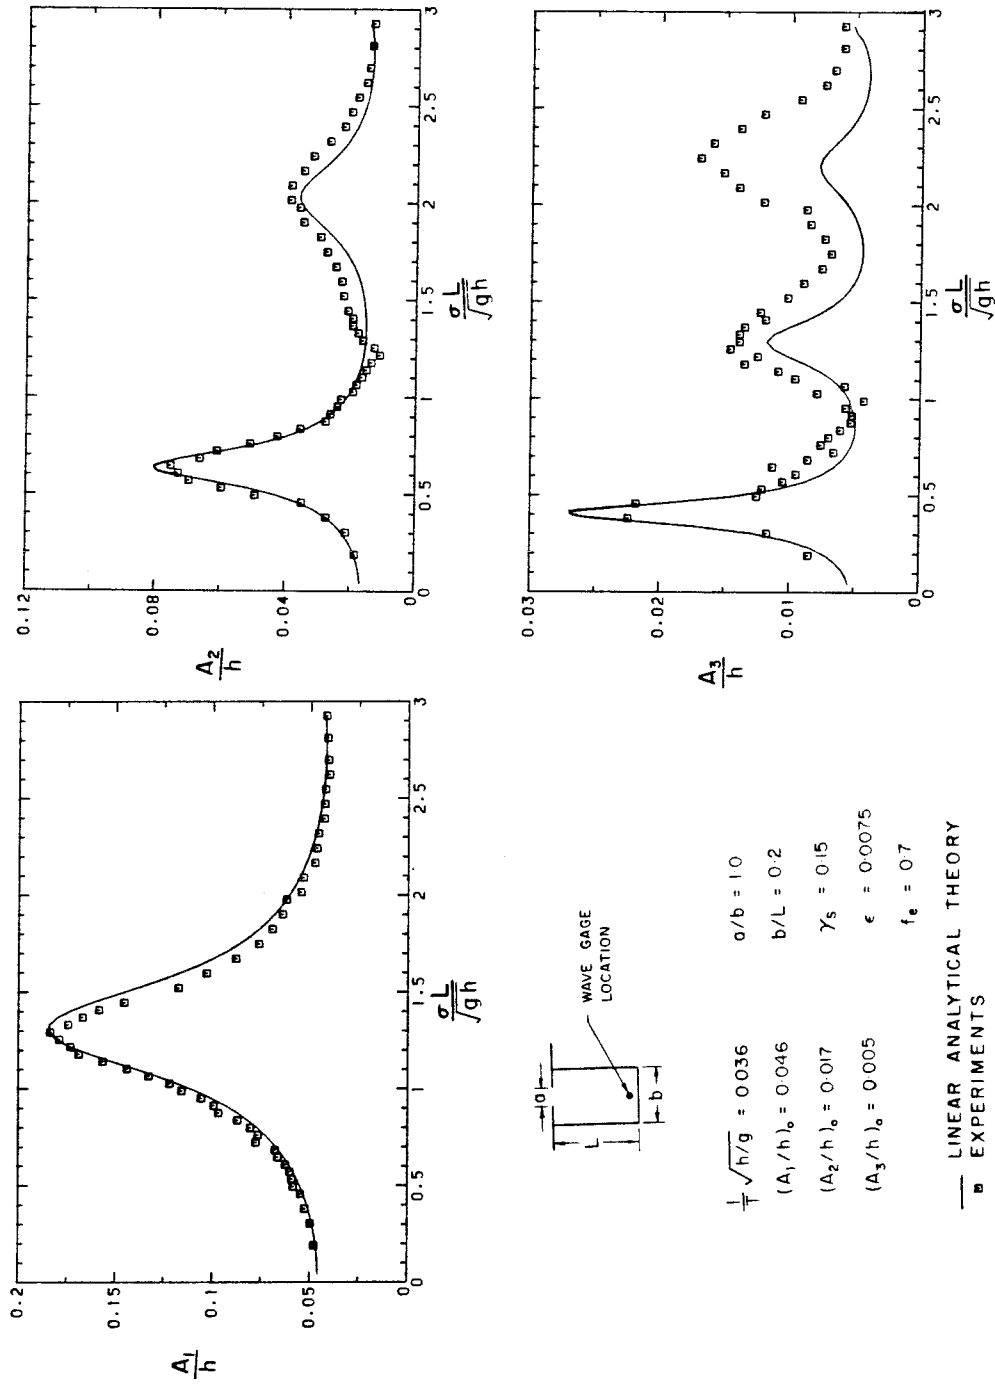 0.2
0.15
0.1
0.05
0
A₁/h
0
0.5
1
1.5
2
2.5
3
σL/√gh
0.12
0.08
0.04
0
A₂/h
0
0.5
1
1.5
2
2.5
3
σL/√gh
0.03
0.02
0.01
0
A₃/h
0
0.5
1
1.5
2
2.5
3
σL/√gh
a
L
b
WAVE GAGE
LOCATION
1/T √h/g = 0·036
(A₁/h)ₒ = 0·046
(A₂/h)ₒ = 0·017
(A₃/h)ₒ = 0·005
a/b = 1·0
b/L = 0·2
γs = 0·15
ϵ = 0·0075
fₑ = 0·7
LINEAR ANALYTICAL THEORY
EXPERIMENTS